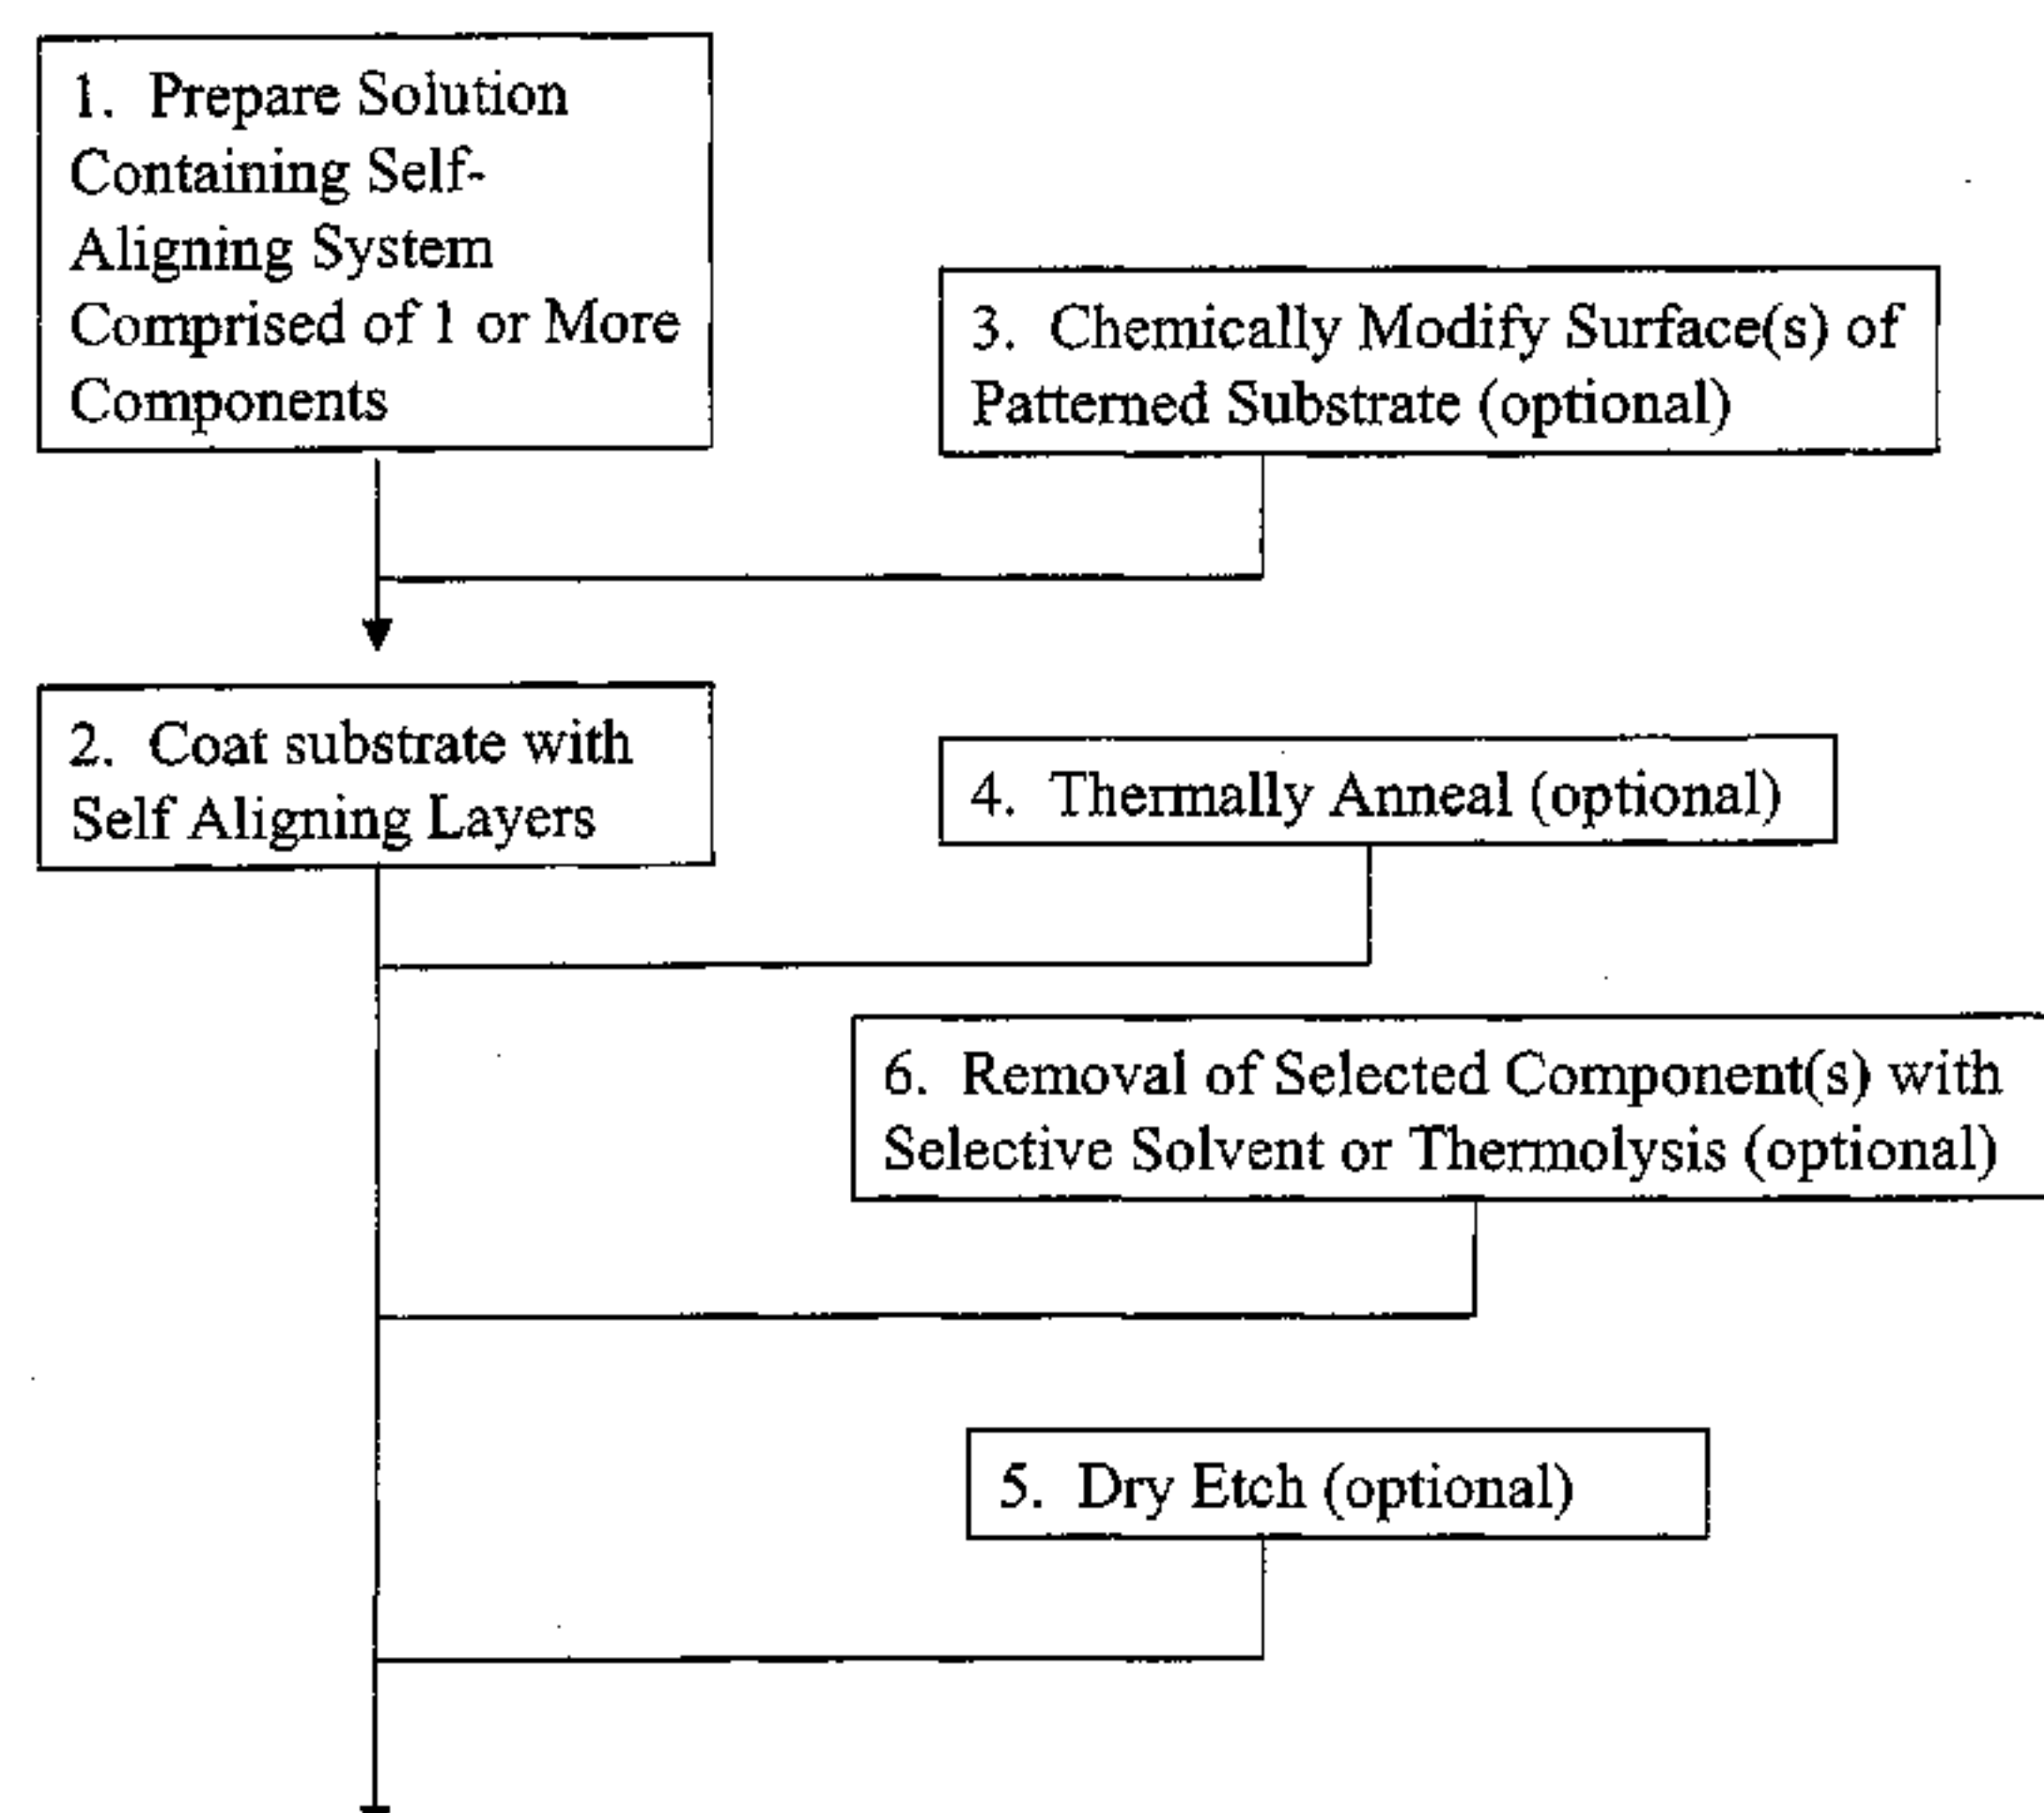 1. Prepare Solution
Containing Self-
Aligning System
Comprised of 1 or More
Components
3. Chemically Modify Surface(s) of
Patterned Substrate (optional)
2. Coat substrate with
Self Aligning Layers
4. Thermally Anneal (optional)
6. Removal of Selected Component(s) with
Selective Solvent or Thermolysis (optional)
5. Dry Etch (optional)